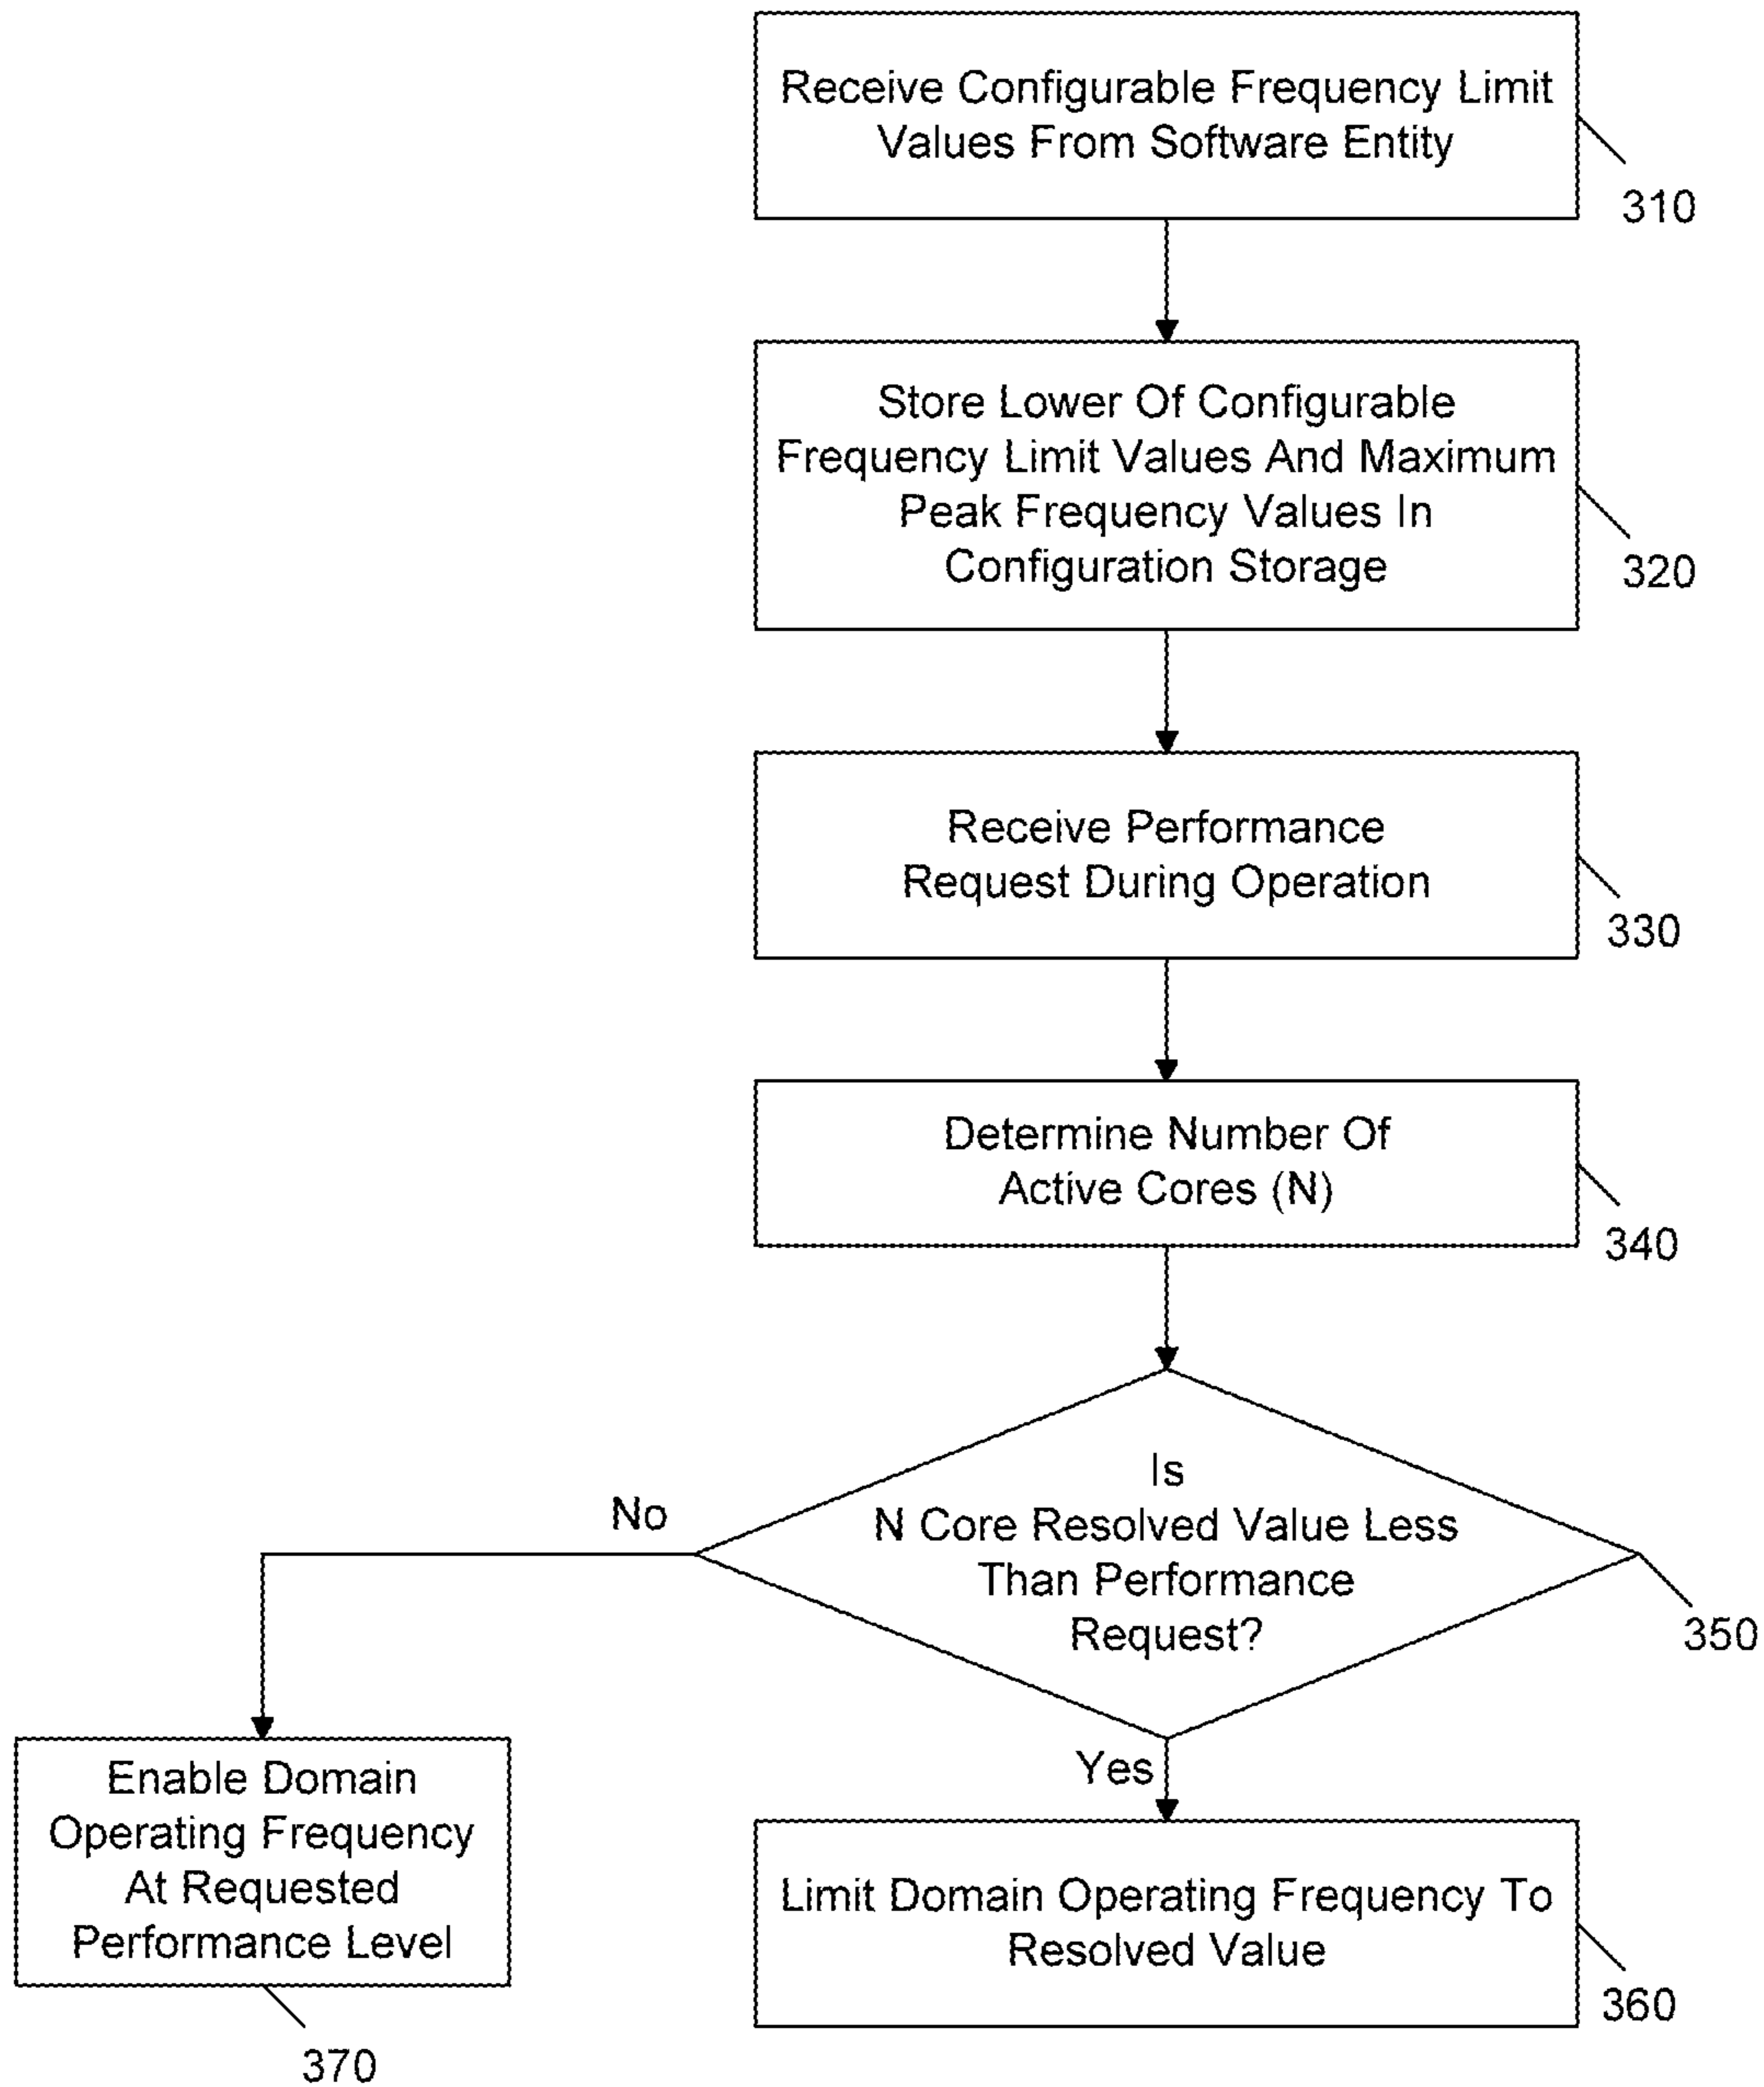 Receive Configurable Frequency Limit
Values From Software Entity
310
Store Lower Of Configurable
Frequency Limit Values And Maximum
Peak Frequency Values In
Configuration Storage
320
Receive Performance
Request During Operation
330
Determine Number Of
Active Cores (N)
340
Is
N Core Resolved Value Less
Than Performance
Request?
350
No
Yes
Enable Domain
Operating Frequency
At Requested
Performance Level
370
Limit Domain Operating Frequency To
Resolved Value
360